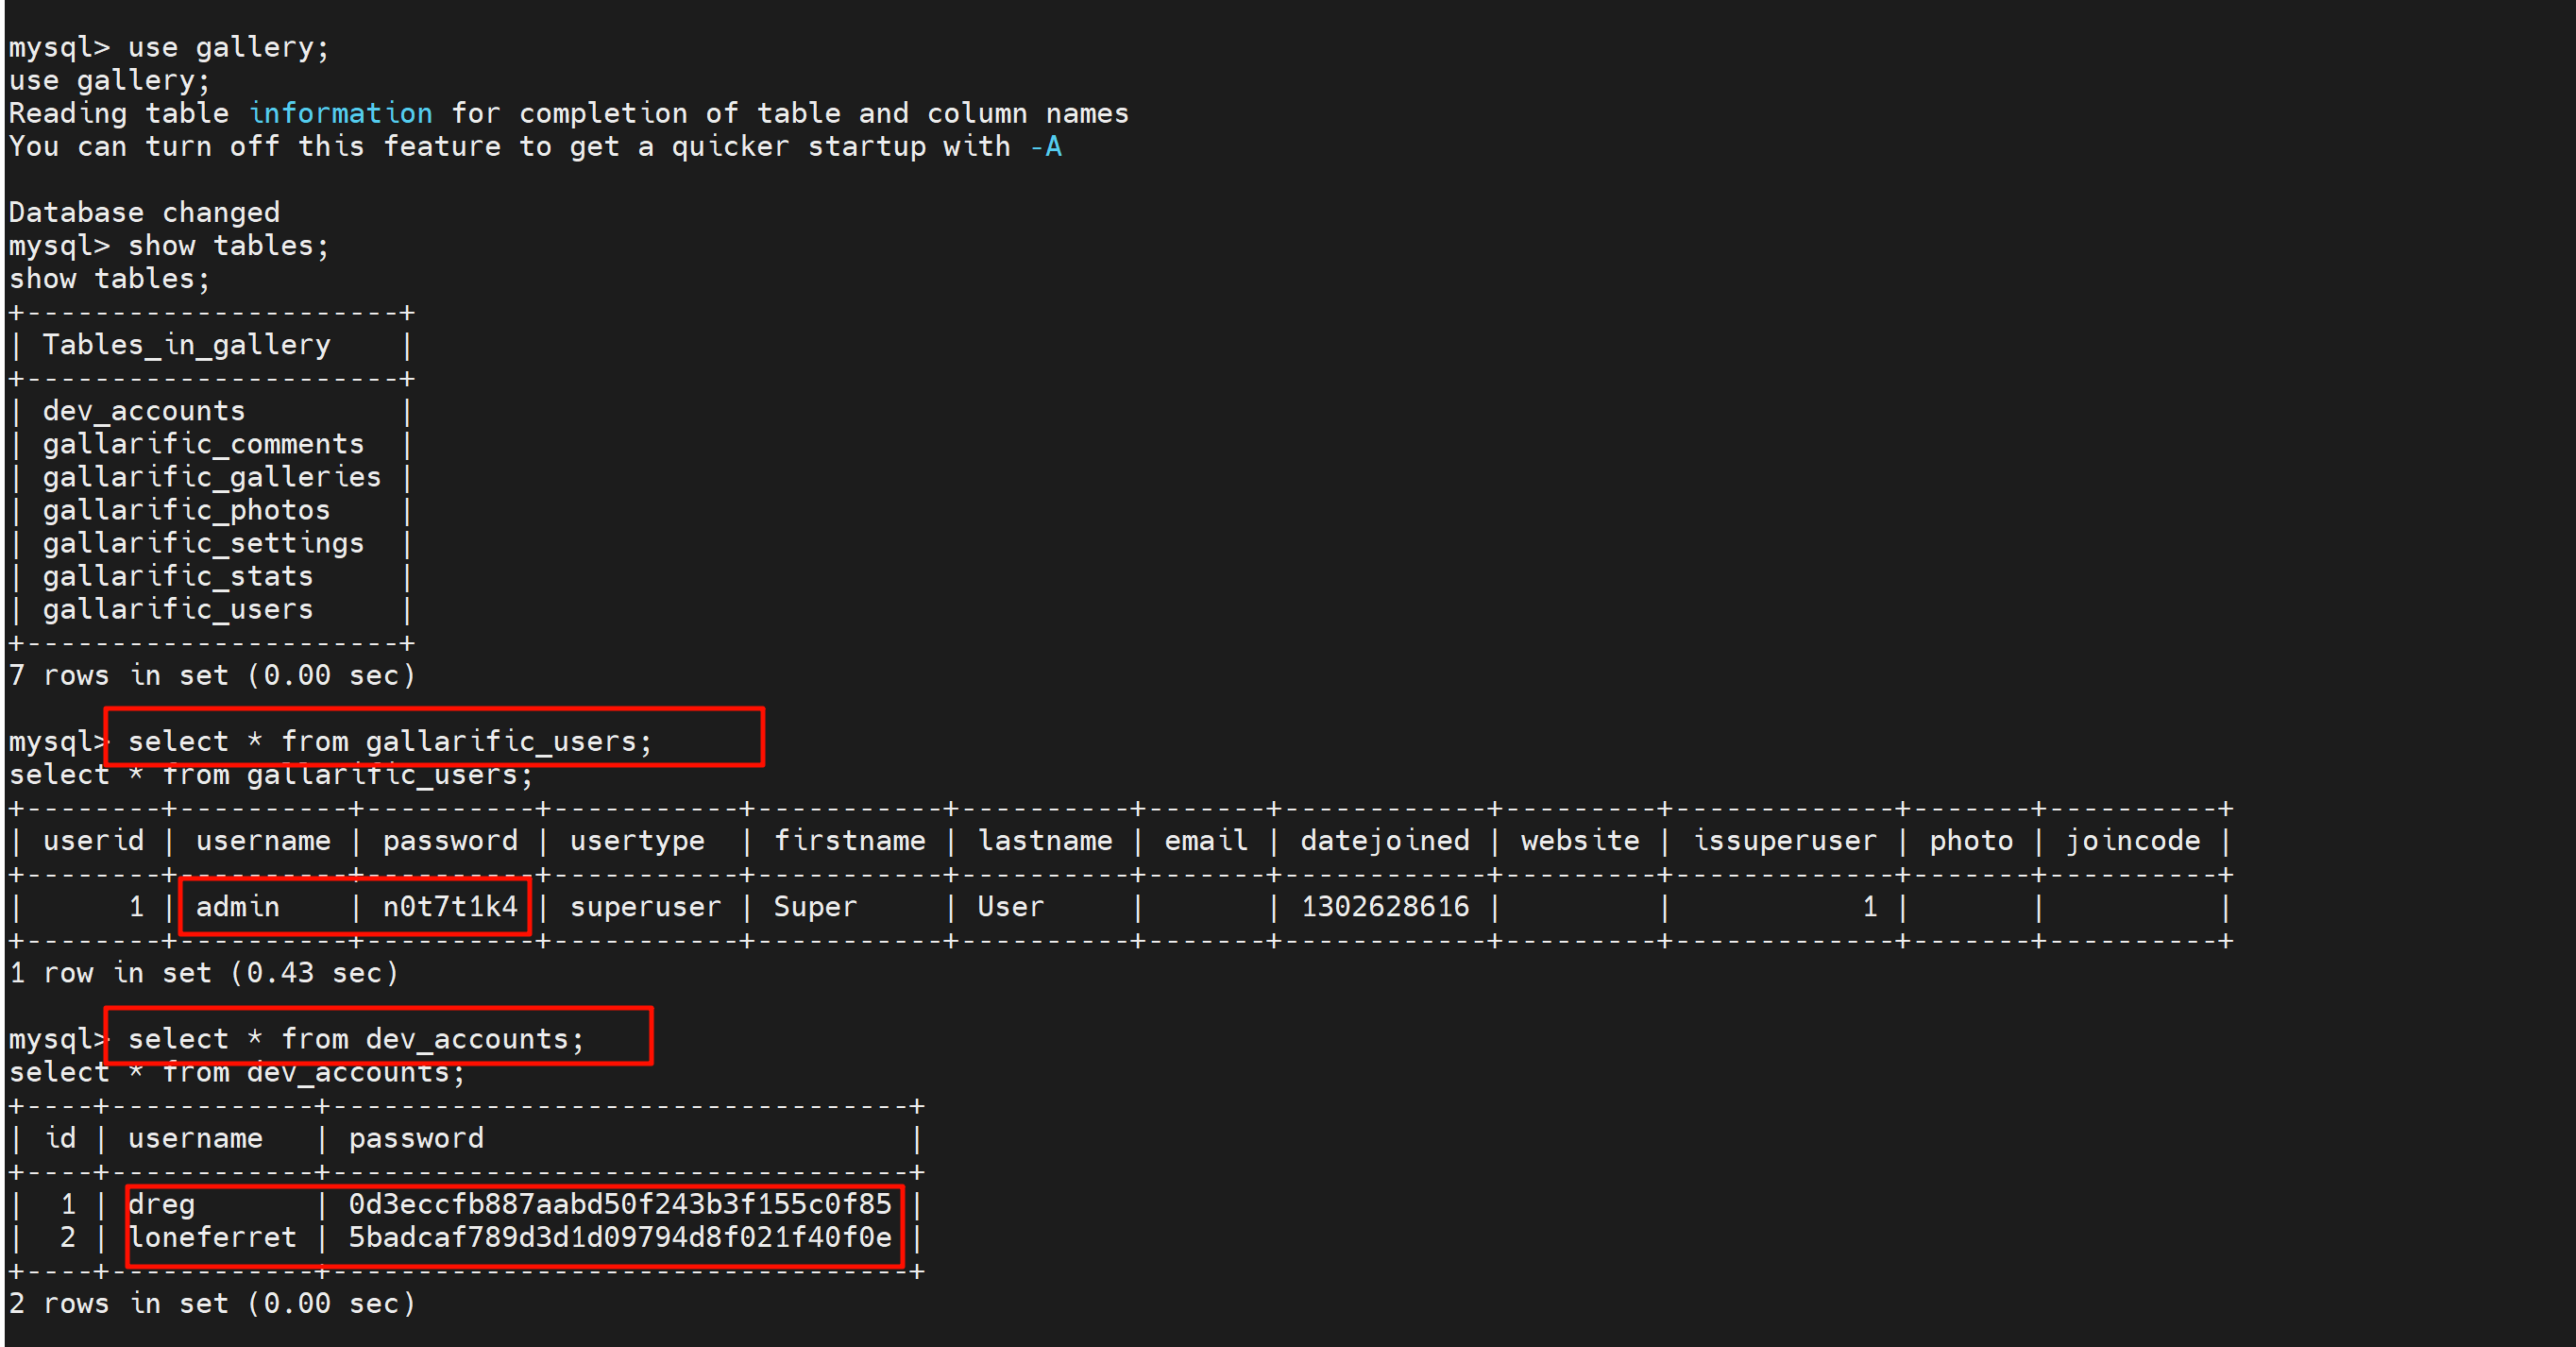 mysql> use gallery;
use gallery;
Reading table information for completion of table and column names
You can turn off this feature to get a quicker startup with -A
Database changed
mysql> show tables;
show tables;
+----------------------+
| Tables_in_gallery    |
+----------------------+
| dev_accounts         |
| gallarific_comments  |
| gallarific_galleries |
| gallarific_photos    |
| gallarific_settings  |
| gallarific_stats     |
| gallarific_users     |
+----------------------+
7 rows in set (0.00 sec)
mysql> select * from gallarific_users;
select * from gallarific_users;
+--------+----------+----------+-----------+-----------+----------+-------+------------+---------+-------------+-------+----------+
| userid | username | password | usertype  | firstname | lastname | email | datejoined | website | issuperuser | photo | joincode |
+--------+----------+----------+-----------+-----------+----------+-------+------------+---------+-------------+-------+----------+
|      1 | admin    | n0t7t1k4 | superuser | Super     | User     |       | 1302628616 |         |           1 |       |          |
+--------+----------+----------+-----------+-----------+----------+-------+------------+---------+-------------+-------+----------+
1 row in set (0.43 sec)
mysql> select * from dev_accounts;
select * from dev_accounts;
+----+------------+----------------------------------+
| id | username   | password                         |
+----+------------+----------------------------------+
|  1 | dreg       | 0d3eccfb887aabd50f243b3f155c0f85 |
|  2 | loneferret | 5badcaf789d3d1d09794d8f021f40f0e |
+----+------------+----------------------------------+
2 rows in set (0.00 sec)